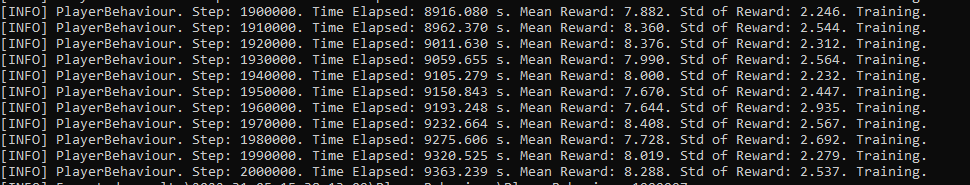 [INFO] PlayerBehaviour. Step: 1900000. Time Elapsed: 8916.080 s. Mean Reward: 7.882. Std of Reward: 2.246. Training.
[INFO] PlayerBehaviour. Step: 1910000. Time Elapsed: 8962.370 s. Mean Reward: 8.360. Std of Reward: 2.544. Training.
[INFO] PlayerBehaviour. Step: 1920000. Time Elapsed: 9011.630 s. Mean Reward: 8.376. Std of Reward: 2.312. Training.
[INFO] PlayerBehaviour. Step: 1930000. Time Elapsed: 9059.655 s. Mean Reward: 7.990. Std of Reward: 2.564. Training.
[INFO] PlayerBehaviour. Step: 1940000. Time Elapsed: 9105.279 s. Mean Reward: 8.000. Std of Reward: 2.232. Training.
[INFO] PlayerBehaviour. Step: 1950000. Time Elapsed: 9150.843 s. Mean Reward: 7.670. Std of Reward: 2.447. Training.
[INFO] PlayerBehaviour. Step: 1960000. Time Elapsed: 9193.248 s. Mean Reward: 7.644. Std of Reward: 2.935. Training.
[INFO] PlayerBehaviour. Step: 1970000. Time Elapsed: 9232.664 s. Mean Reward: 8.408. Std of Reward: 2.567. Training.
[INFO] PlayerBehaviour. Step: 1980000. Time Elapsed: 9275.606 s. Mean Reward: 7.728. Std of Reward: 2.692. Training.
[INFO] PlayerBehaviour. Step: 1990000. Time Elapsed: 9320.525 s. Mean Reward: 8.019. Std of Reward: 2.279. Training.
[INFO] PlayerBehaviour. Step: 2000000. Time Elapsed: 9363.239 s. Mean Reward: 8.288. Std of Reward: 2.537. Training.